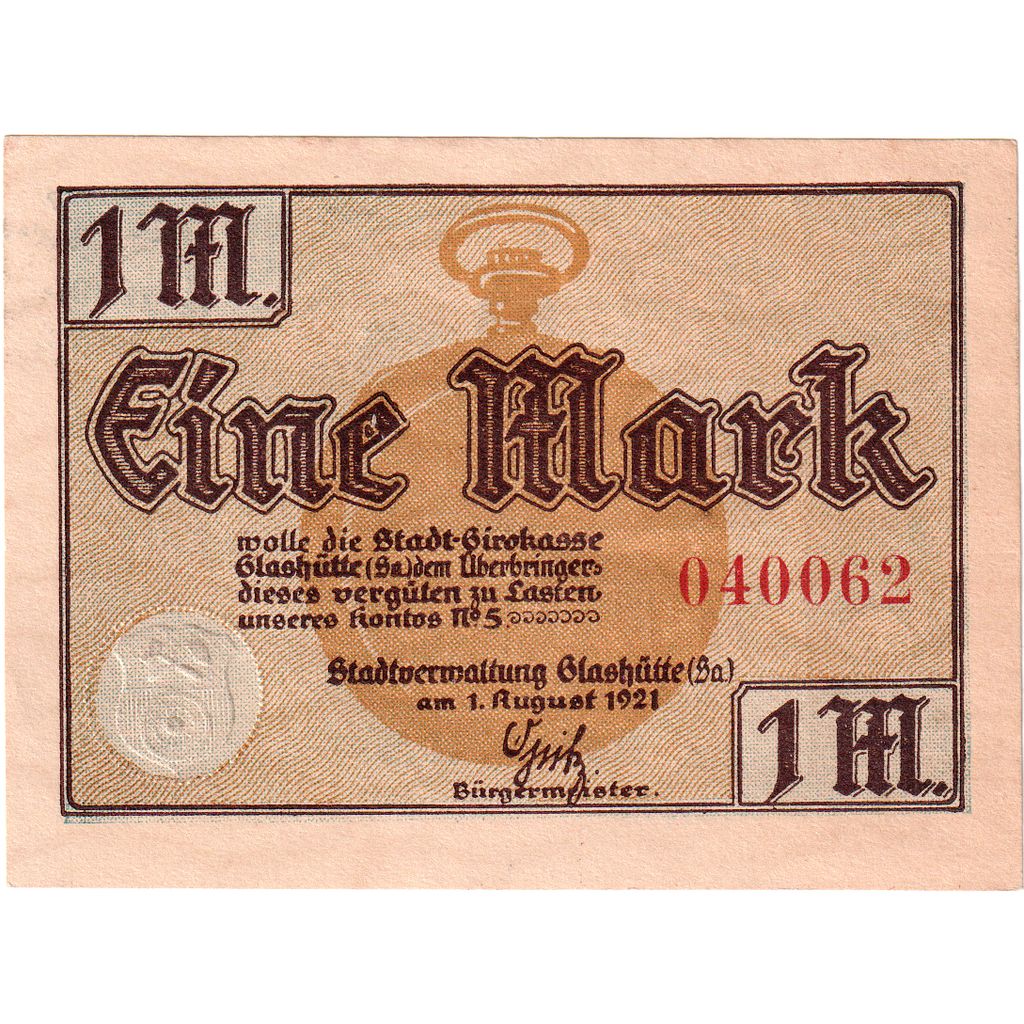 1 M.
Eine Mark
wolle die Stadt-Girokasse
Glashütte (Sa.) dem Überbringer
dieses vergüten zu Lasten
unseres Kontos No 5
040062
Stadtverwaltung Glashütte (Sa.)
am 1. August 1921
Bürgermeister.
1 M.